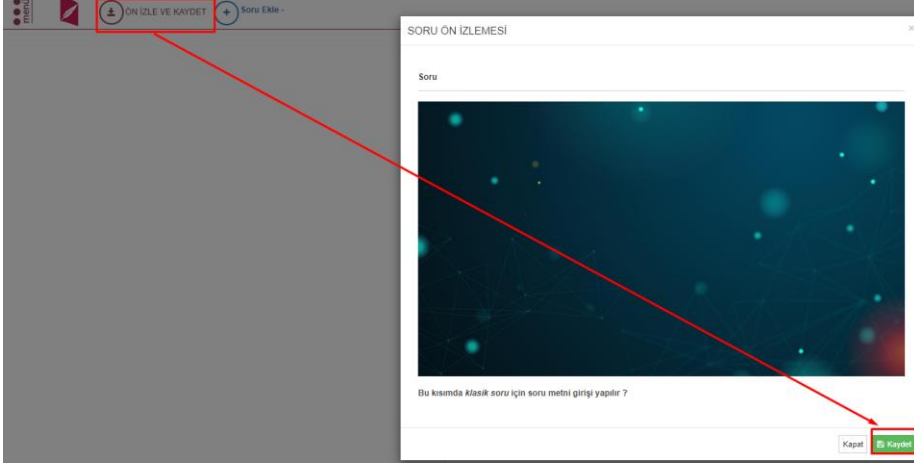 menü
ÖN İZLE VE KAYDET
Soru Ekle -
SORU ÖN İZLEMESİ
×
Soru
Bu kısımda klasik soru için soru metni girişi yapılır ?
Kapat
Kaydet